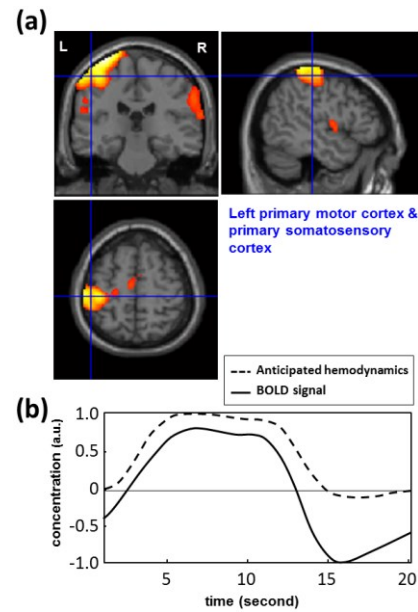 (a)
L
R
Left primary motor cortex &
primary somatosensory
cortex
Anticipated hemodynamics
BOLD signal
(b)
concentration (a.u.)
1.0
0.5
0
-0.5
-1.0
5
10
15
20
time (second)